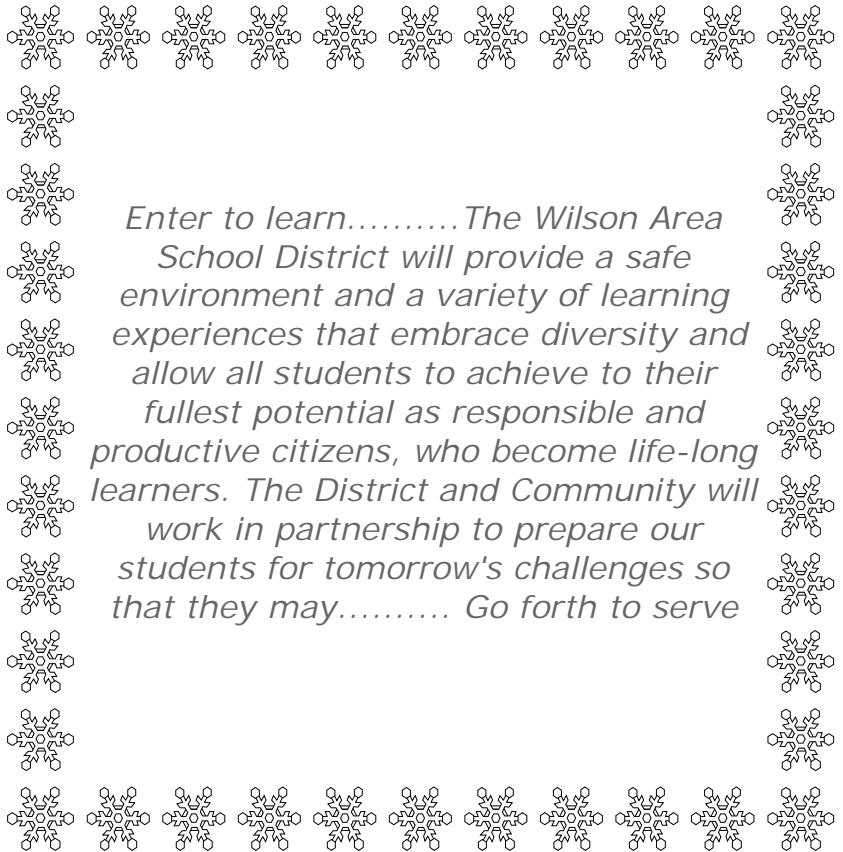 Enter to learn..........The Wilson Area
School District will provide a safe
environment and a variety of learning
experiences that embrace diversity and
allow all students to achieve to their
fullest potential as responsible and
productive citizens, who become life-long
learners. The District and Community will
work in partnership to prepare our
students for tomorrow's challenges so
that they may.......... Go forth to serve